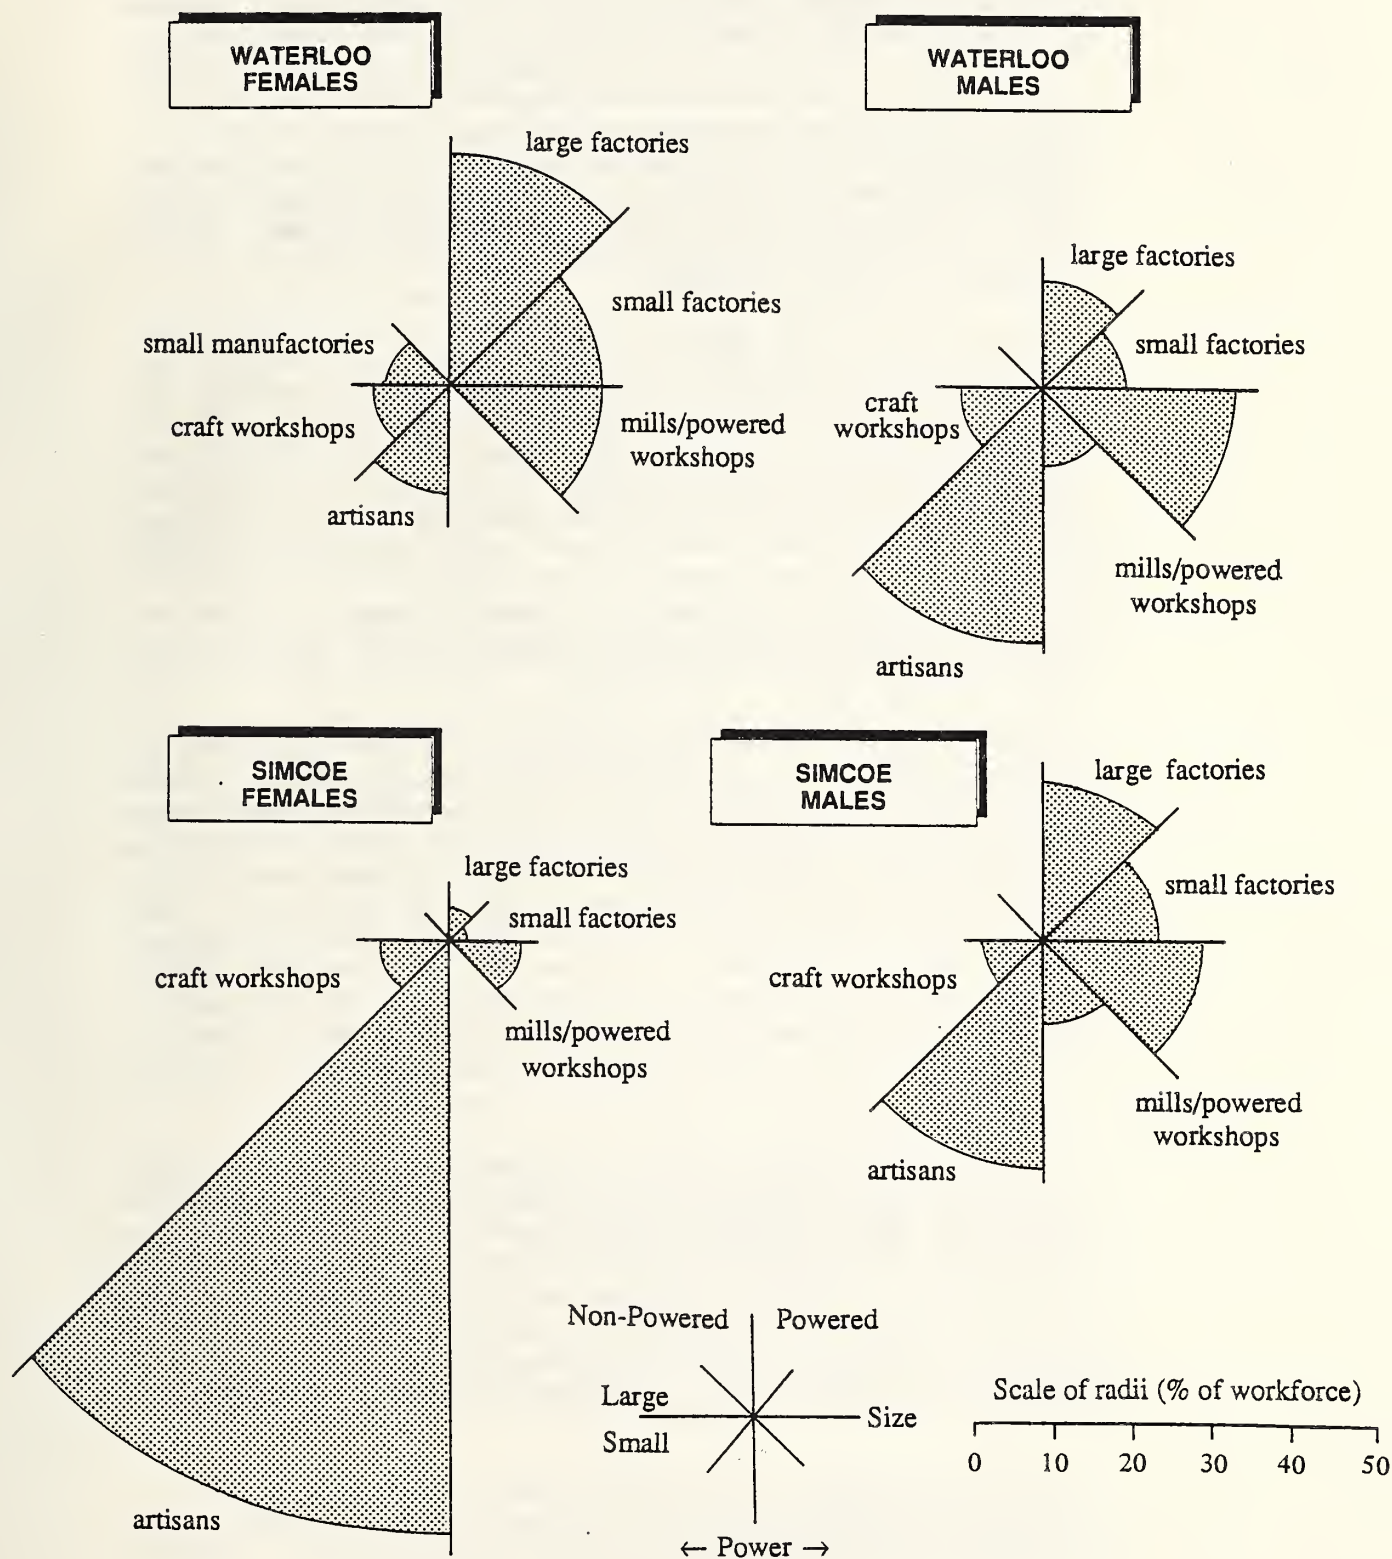 WATERLOO
FEMALES
WATERLOO
MALES
large factories
small factories
small manufactories
craft workshops
mills/powered
workshops
artisans
large factories
small factories
craft
workshops
mills/powered
workshops
artisans
SIMCOE
FEMALES
SIMCOE
MALES
large factories
small factories
craft workshops
mills/powered
workshops
artisans
large factories
small factories
craft workshops
mills/powered
workshops
artisans
Non-Powered Powered
Large
Small
Size
← Power →
Scale of radii (% of workforce)
0 10 20 30 40 50